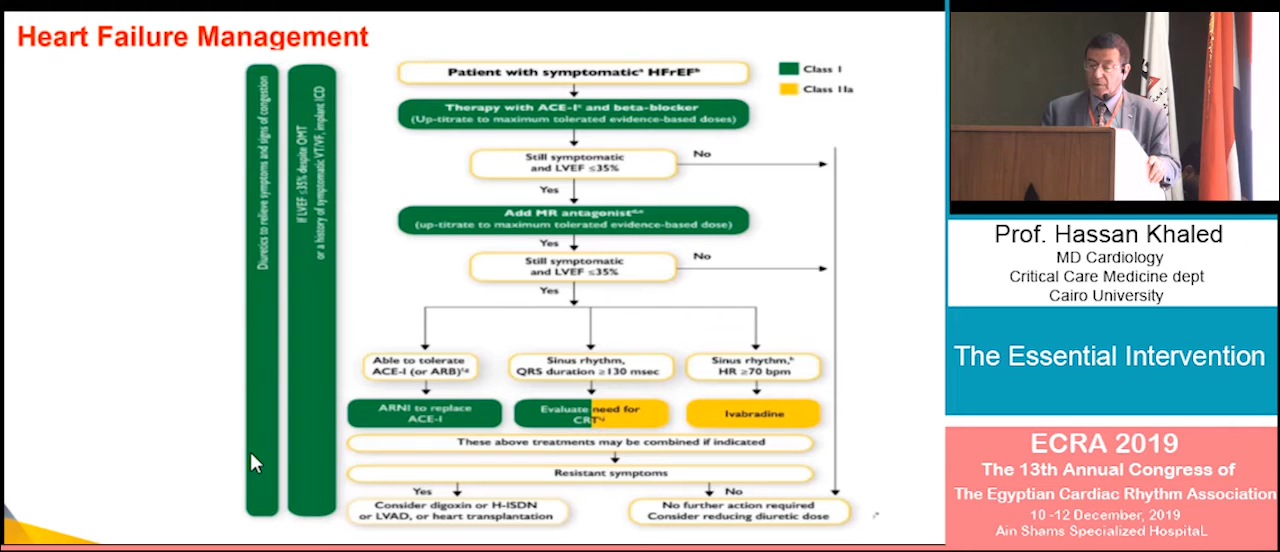 Heart Failure Management
Diuretics to relieve symptoms and signs of congestion
If LVEF ≤35% despite OMT
or a history of symptomatic VT/VF, implant ICD
Patient with symptomaticᵃ HFrEFᵇ
Class I
Class IIa
Therapy with ACE-Iᶜ and beta-blocker
(Up-titrate to maximum tolerated evidence-based doses)
Still symptomatic
and LVEF ≤35%
No
Yes
Add MR antagonistᵈ,ᵉ
(up-titrate to maximum tolerated evidence-based dose)
Yes
Still symptomatic
and LVEF ≤35%
No
Yes
Able to tolerate
ACE-I (or ARB)ᶠ,ᵍ
Sinus rhythm,
QRS duration ≥130 msec
Sinus rhythm,ʰ
HR ≥70 bpm
ARNI to replace
ACE-I
Evaluate need for
CRTⁱ,ʲ
Ivabradine
These above treatments may be combined if indicated
Resistant symptoms
Yes
No
Consider digoxin or H-ISDN
or LVAD, or heart transplantation
No further action required
Consider reducing diuretic dose
Prof. Hassan Khaled
MD Cardiology
Critical Care Medicine dept
Cairo University
The Essential Intervention
ECRA 2019
The 13th Annual Congress of
The Egyptian Cardiac Rhythm Association
10 -12 December, 2019
Ain Shams Specialized HospitaL